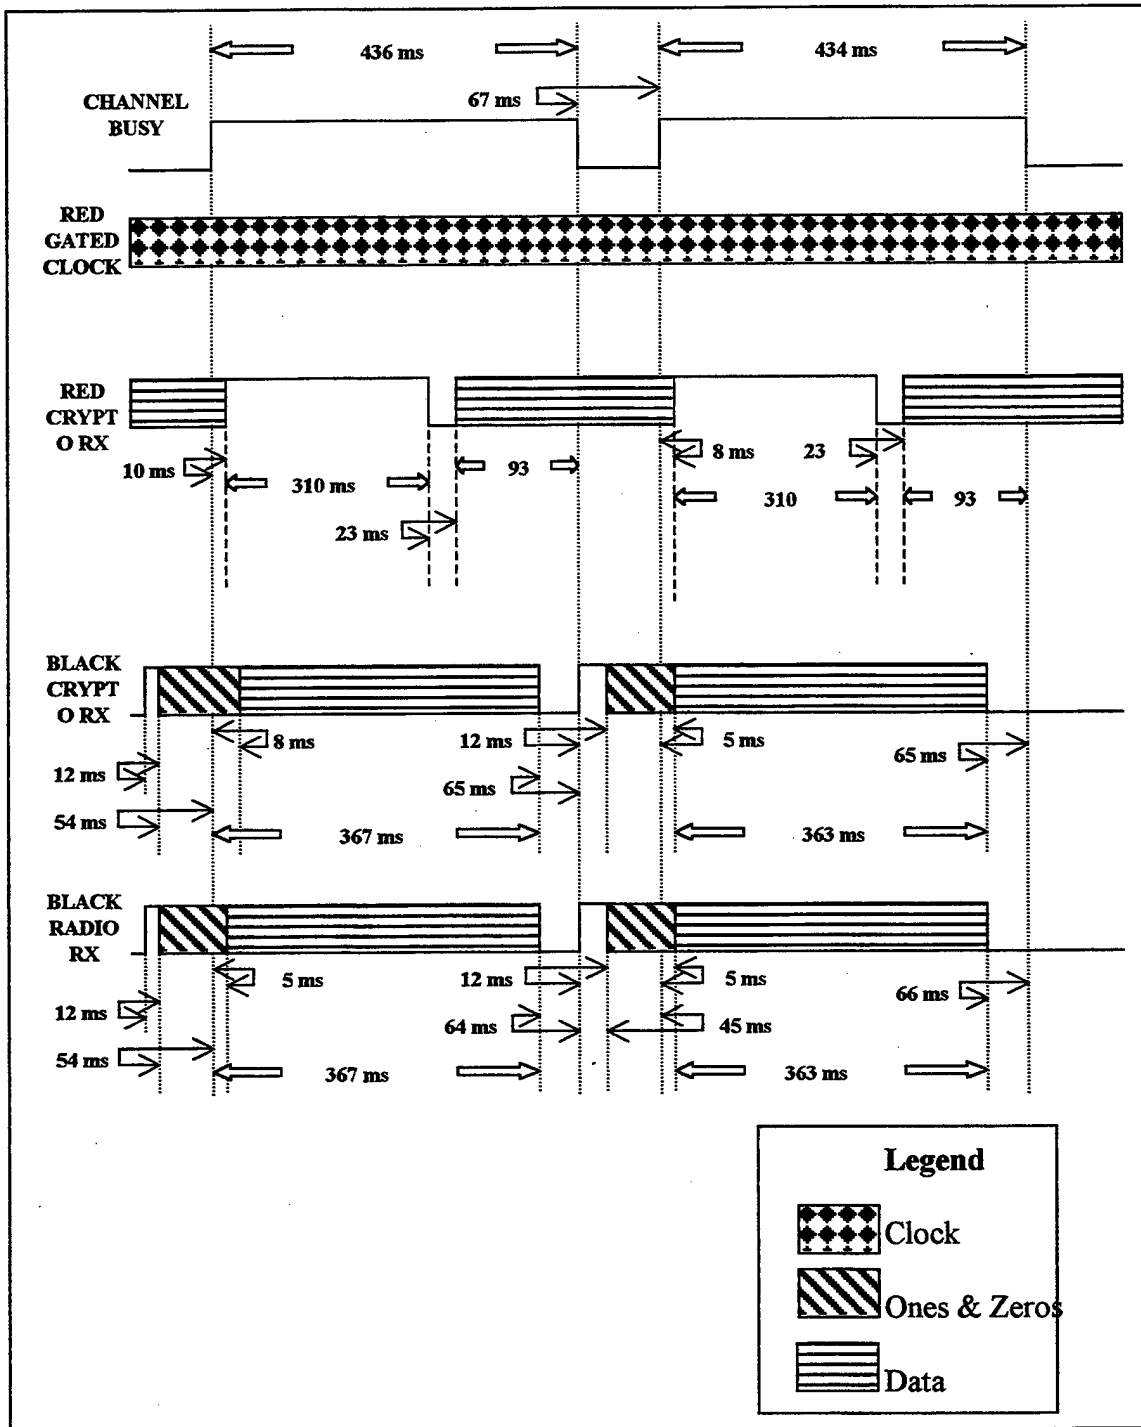 436 ms
434 ms
67 ms
CHANNEL
BUSY
RED
GATED
CLOCK
RED
CRYPT
O RX
10 ms
310 ms
93
8 ms
23
23 ms
310
93
BLACK
CRYPT
O RX
8 ms
12 ms
5 ms
12 ms
65 ms
65 ms
54 ms
367 ms
363 ms
BLACK
RADIO
RX
5 ms
12 ms
5 ms
12 ms
64 ms
45 ms
66 ms
54 ms
367 ms
363 ms
Legend
Clock
Ones & Zeros
Data